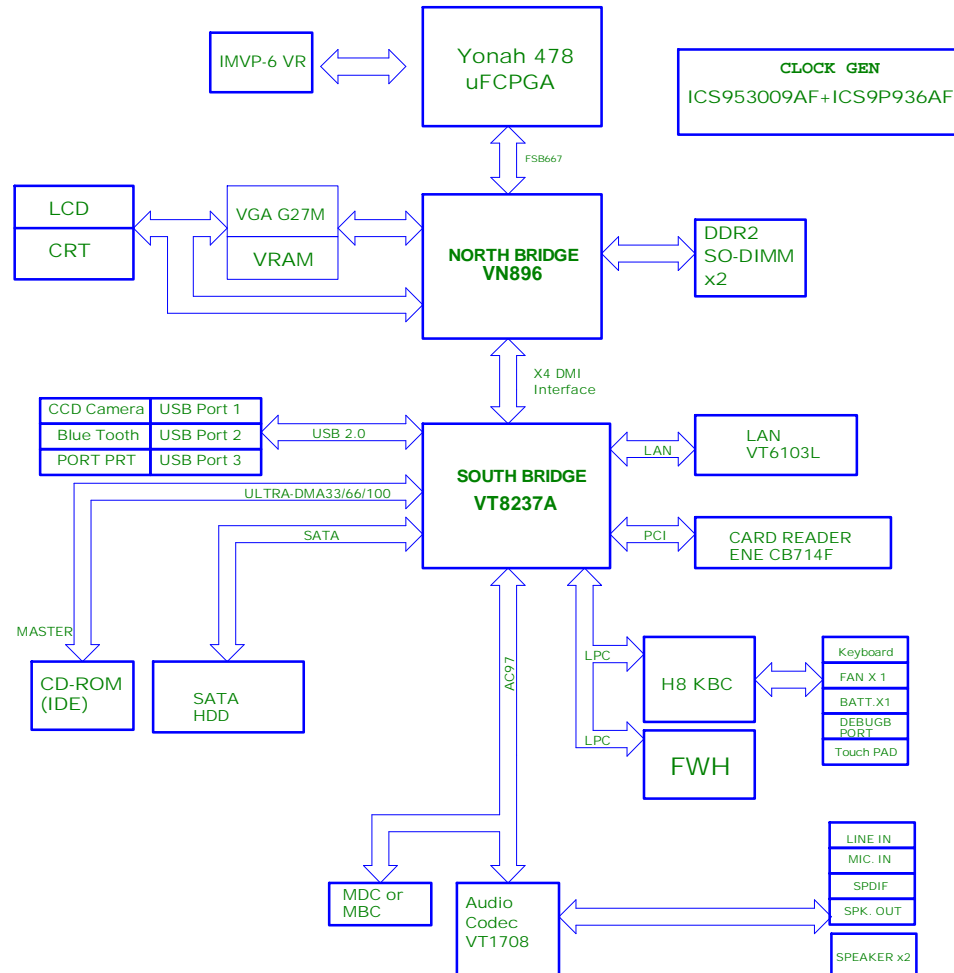 IMVP-6 VR
Yonah 478
uFCPGA
CLOCK GEN
ICS953009AF+ICS9P936AF
FSB667
LCD
CRT
VGA G27M
VRAM
NORTH BRIDGE
VN896
DDR2
SO-DIMM
x2
X4 DMI
Interface
CCD Camera USB Port 1
Blue Tooth USB Port 2
PORT PRT USB Port 3
USB 2.0
SOUTH BRIDGE
VT8237A
LAN
LAN
VT6103L
ULTRA-DMA33/66/100
SATA
PCI
CARD READER
ENE CB714F
MASTER
CD-ROM
(IDE)
SATA
HDD
AC97
LPC
H8 KBC
Keyboard
FAN X 1
BATT.X1
DEBUGB
PORT
Touch PAD
LPC
FWH
MDC or
MBC
Audio
Codec
VT1708
LINE IN
MIC. IN
SPDIF
SPK. OUT
SPEAKER x2